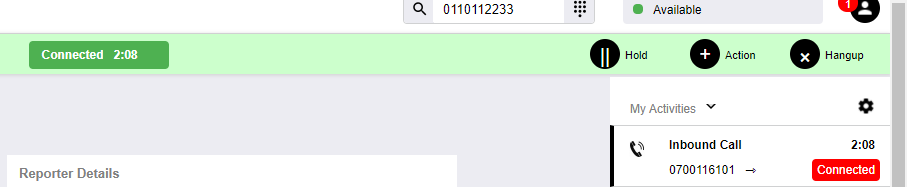 0110112233
Available
1
Connected 2:08
Hold
Action
Hangup
My Activities
Inbound Call 2:08
0700116101 → Connected
Reporter Details